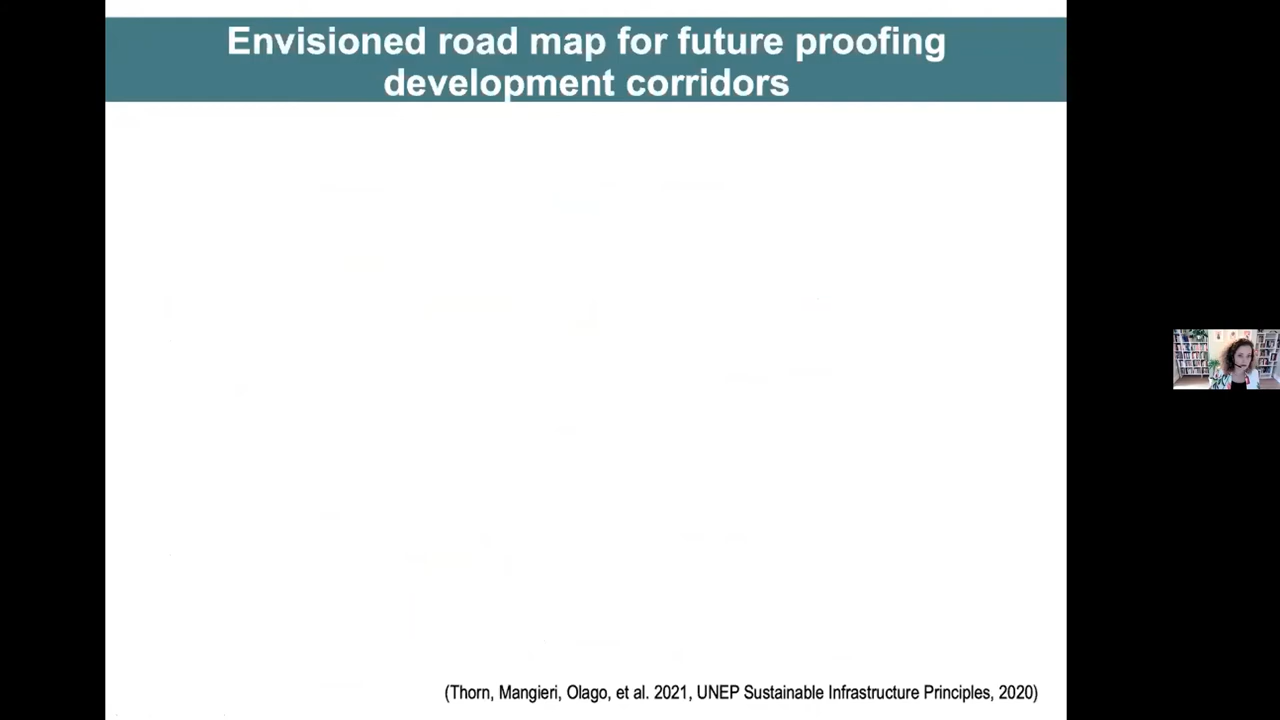 Envisioned road map for future proofing
development corridors
(Thorn, Mangieri, Olago, et al. 2021, UNEP Sustainable Infrastructure Principles, 2020)